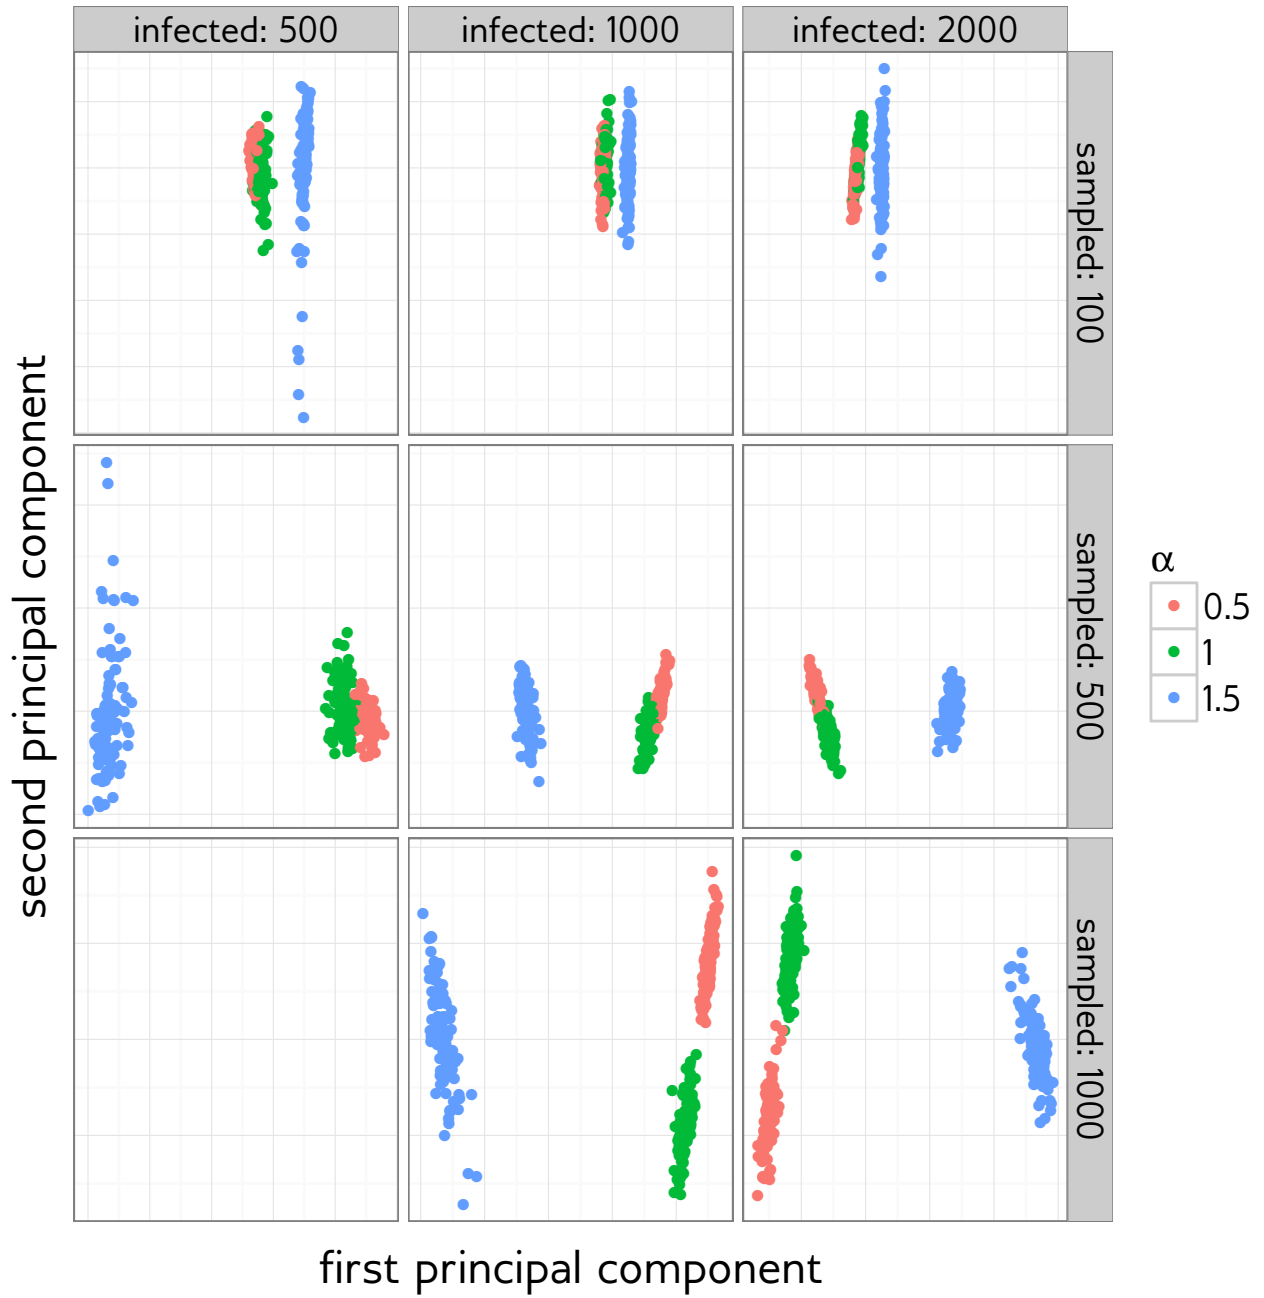 infected: 500
infected: 1000
infected: 2000
sampled: 100
sampled: 500
sampled: 1000
second principal component
first principal component
α
0.5
1
1.5